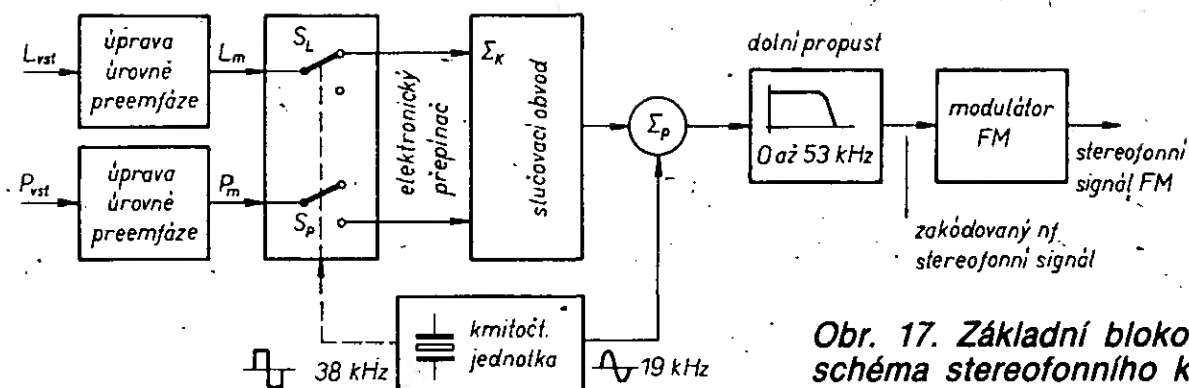 L_vst
úprava
úrovně
preemfáze
L_m
P_vst
úprava
úrovně
preemfáze
P_m
S_L
S_P
elektronický
přepínač
Σ_K
slučovací obvod
Σ_P
dolní propust
0 až 53 kHz
modulátor
FM
stereofonní
signál FM
zakódovaný nf
stereofonní signál
38 kHz
kmitočt.
jednotka
19 kHz
Obr. 17. Základní bloko
schéma stereofonního k